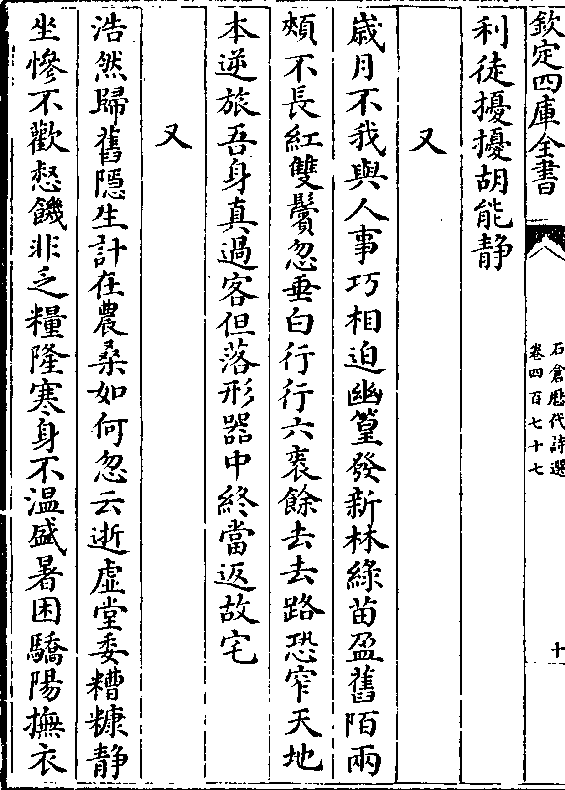 欽定四庫全書
石倉歷代詩選
卷四百七十七
十
利徒擾擾胡能靜
又
歲月不我與人事巧相迫幽篁發新林綠苗盈舊陌兩
頰不長紅雙鬢忽垂白行行六袠餘去去路恐窄天地
本逆旅吾身真過客但落形器中終當返故宅
又
浩然歸舊隱生計在農桑如何忽云逝虛堂委糟糠靜
坐慘不歡惄饑非乏糧隆寒身不溫盛暑困驕陽撫衣